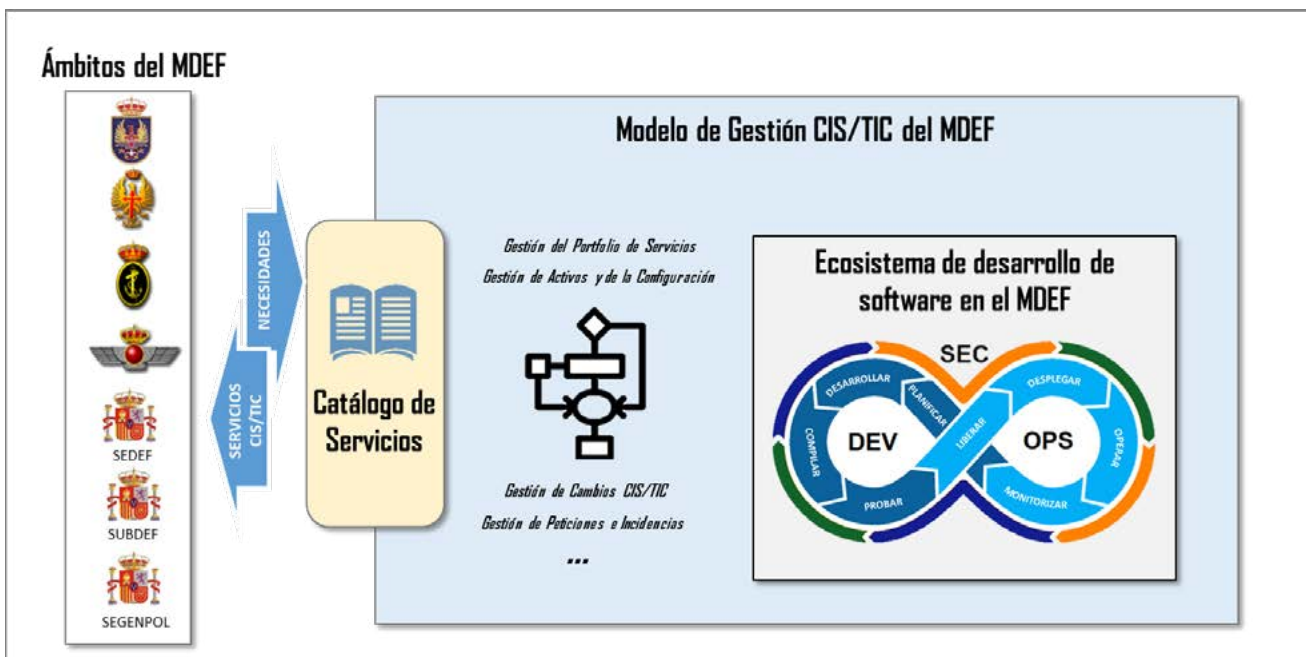 Ámbitos del MDEF
SEDEF
SUBDEF
SEGENPOL
NECESIDADES
SERVICIOS
CIS/TIC
Catálogo de
Servicios
Modelo de Gestión CIS/TIC del MDEF
Gestión del Portfolio de Servicios
Gestión de Activos y de la Configuración
Gestión de Cambios CIS/TIC
Gestión de Peticiones e Incidencias
...
Ecosistema de desarrollo de
software en el MDEF
SEC
DESARROLLAR
PLANIFICAR
DESPLEGAR
COMPILAR
DEV
LIBERAR
OPS
OPERAR
PROBAR
MONITORIZAR